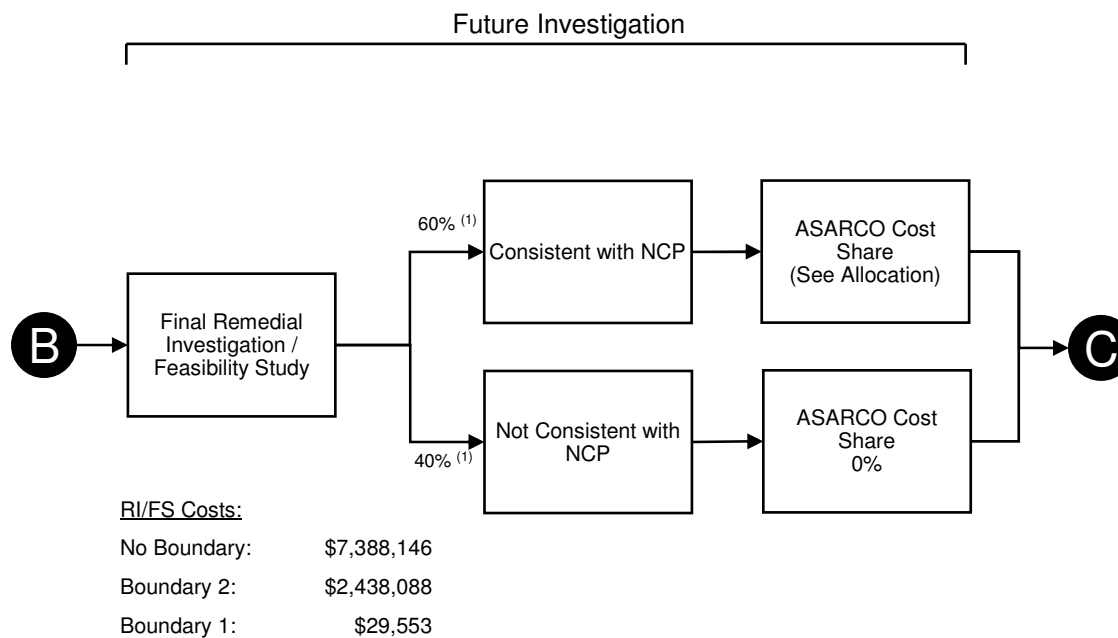 Future Investigation
60% (1)
Consistent with NCP
ASARCO Cost
Share
(See Allocation)
B
Final Remedial
Investigation /
Feasibility Study
C
40% (1)
Not Consistent with
NCP
ASARCO Cost
Share
0%
RI/FS Costs:
No Boundary: $7,388,146
Boundary 2: $2,438,088
Boundary 1: $29,553